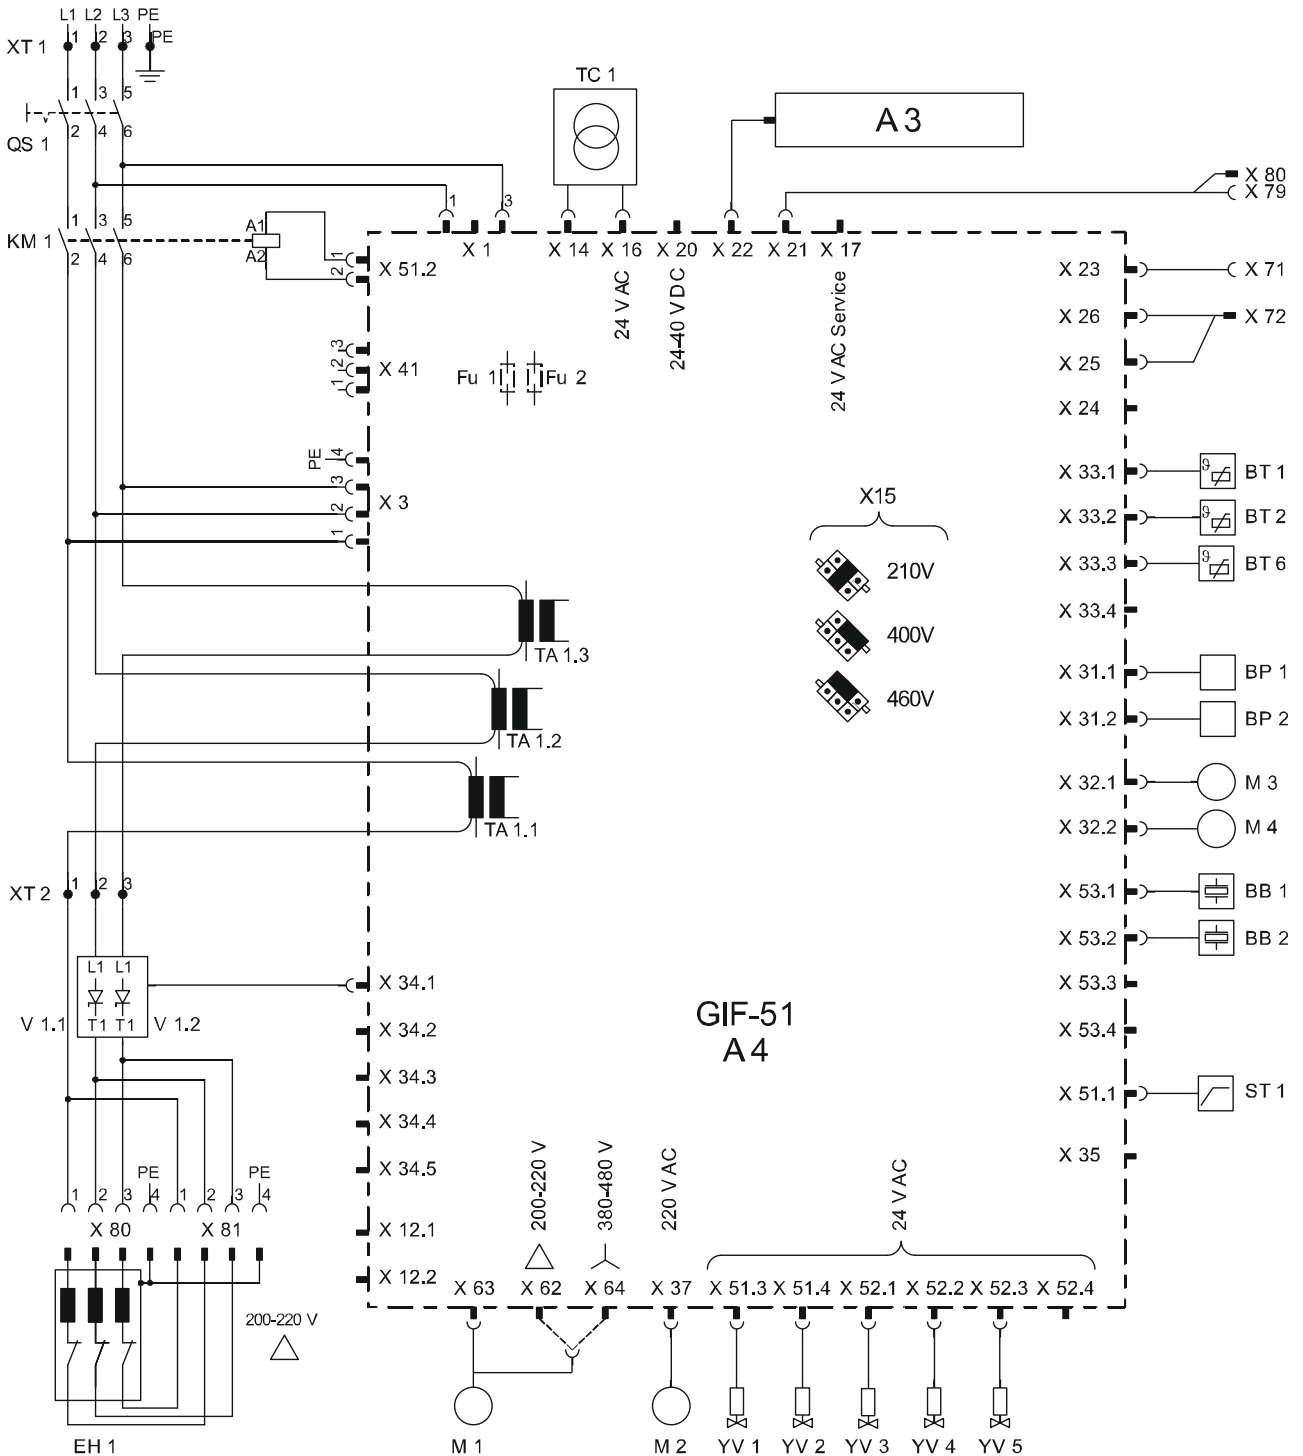 L1 L2 L3 PE
XT 1 1 2 3 PE
1 3 5
QS 1 2 4 6
TC 1
A 3
X 80
X 79
1 3
KM 1 1 3 5 A1
2 4 6 A2
1
2
X 51.2
X 1 X 14 X 16 X 20 X 22 X 21 X 17
24 V AC
24-40 V DC
24 V AC Service
X 23 X 71
X 26 X 72
X 25
X 24
3
2
1
X 41
Fu 1 Fu 2
PE 4
3
2
1
X 3
X15
210V
400V
460V
X 33.1 BT 1
X 33.2 BT 2
X 33.3 BT 6
X 33.4
X 31.1 BP 1
X 31.2 BP 2
X 32.1 M 3
X 32.2 M 4
X 53.1 BB 1
X 53.2 BB 2
X 53.3
X 53.4
X 51.1 ST 1
X 35
TA 1.3
TA 1.2
TA 1.1
XT 2 1 2 3
L1 L1
V 1.1 T1 T1 V 1.2
X 34.1
X 34.2
X 34.3
X 34.4
X 34.5
X 12.1
X 12.2
GIF-51
A 4
1 2 3 PE 4 1 2 3 PE 4
X 80 X 81
200-220 V
EH 1
200-220 V
380-480 V
220 V AC
24 V AC
X 63 X 62 X 64 X 37 X 51.3 X 51.4 X 52.1 X 52.2 X 52.3 X 52.4
M 1 M 2 YV 1 YV 2 YV 3 YV 4 YV 5